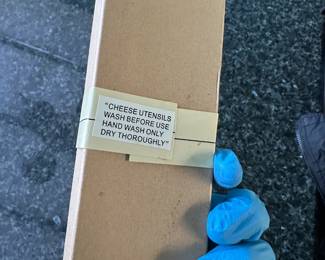 "CHEESE UTENSILS
WASH BEFORE USE
HAND WASH ONLY
DRY THOROUGHLY"